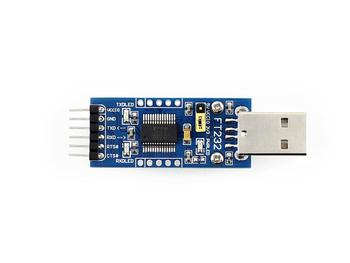 TXDLED
VCCIO
GND
TXD
RXD
RTS#
CTS#
RXDLED
FT232